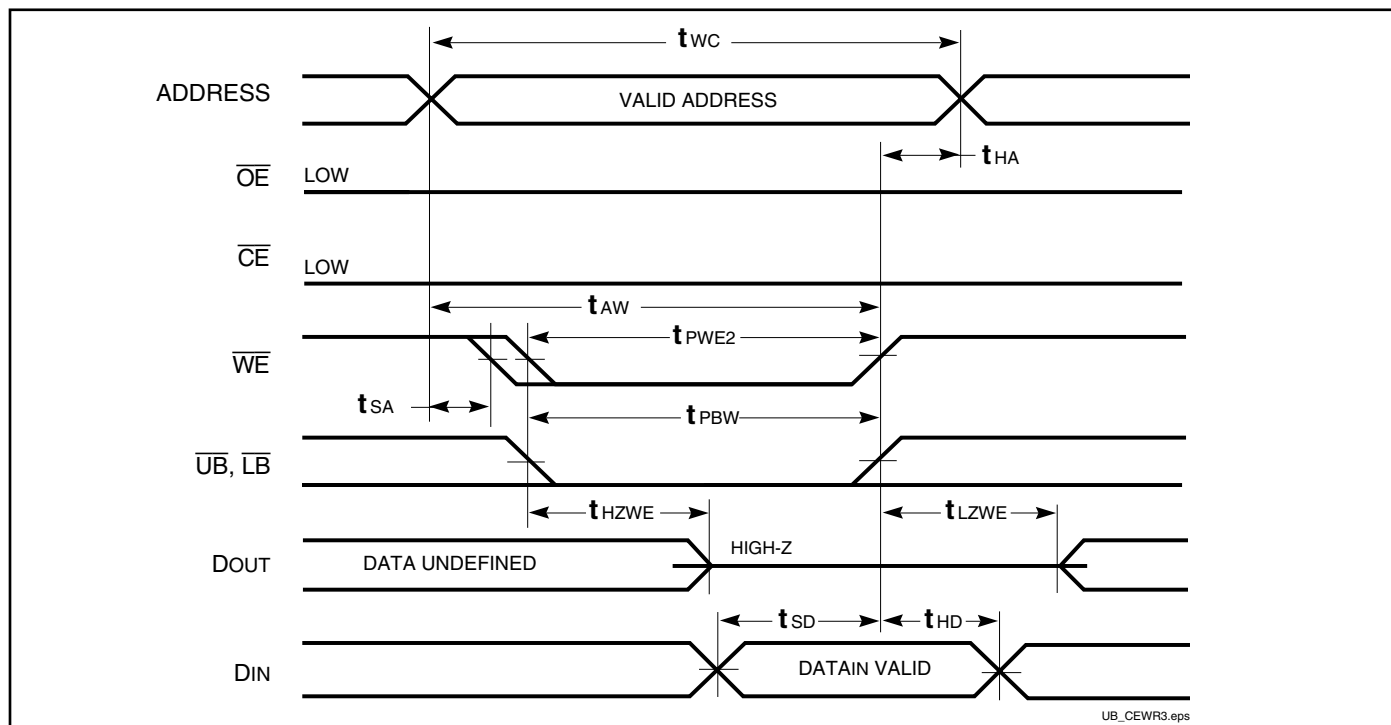 tWC
ADDRESS
VALID ADDRESS
tHA
OE
LOW
CE
LOW
tAW
tPWE2
WE
tSA
tPBW
UB, LB
tHZWE
tLZWE
HIGH-Z
DOUT
DATA UNDEFINED
tSD
tHD
DIN
DATAIN VALID
UB_CEWR3.eps